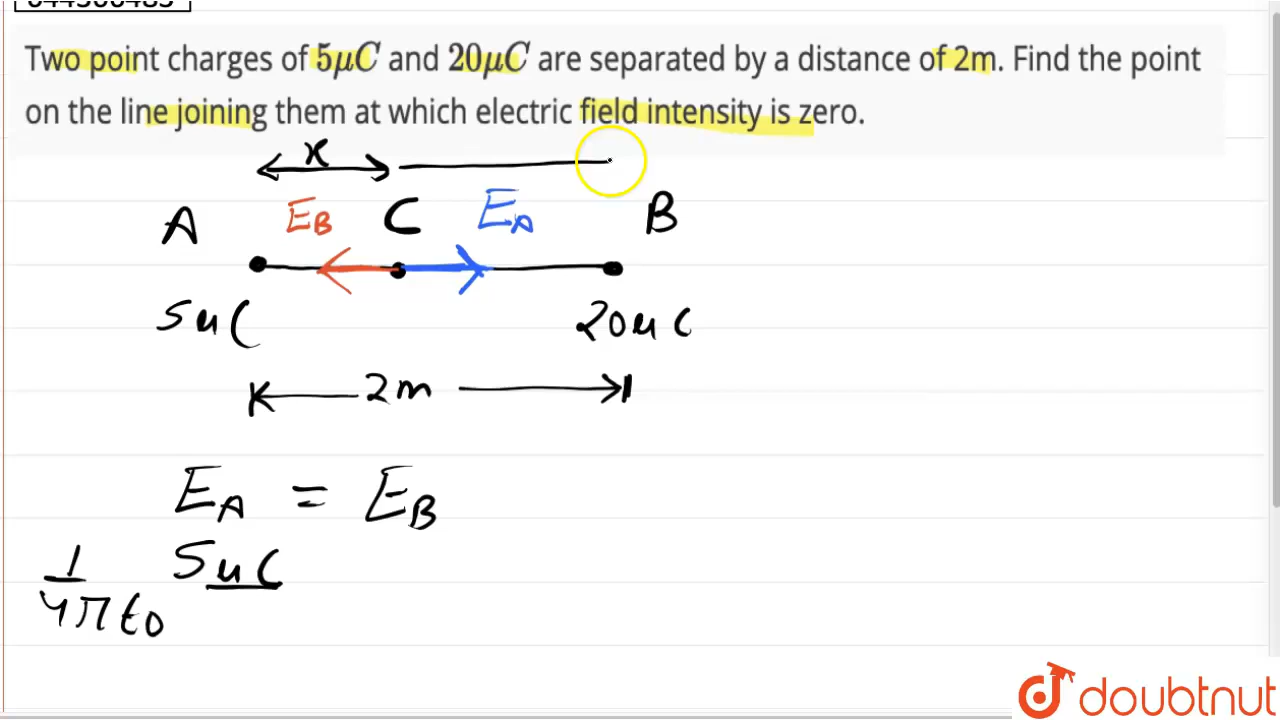 Two point charges of 5μC and 20μC are separated by a distance of 2m. Find the point
on the line joining them at which electric field intensity is zero.
x
A E_B C E_A B
5uC 20uC
2m
E_A = E_B
1/4πε0 5uC
doubtnut